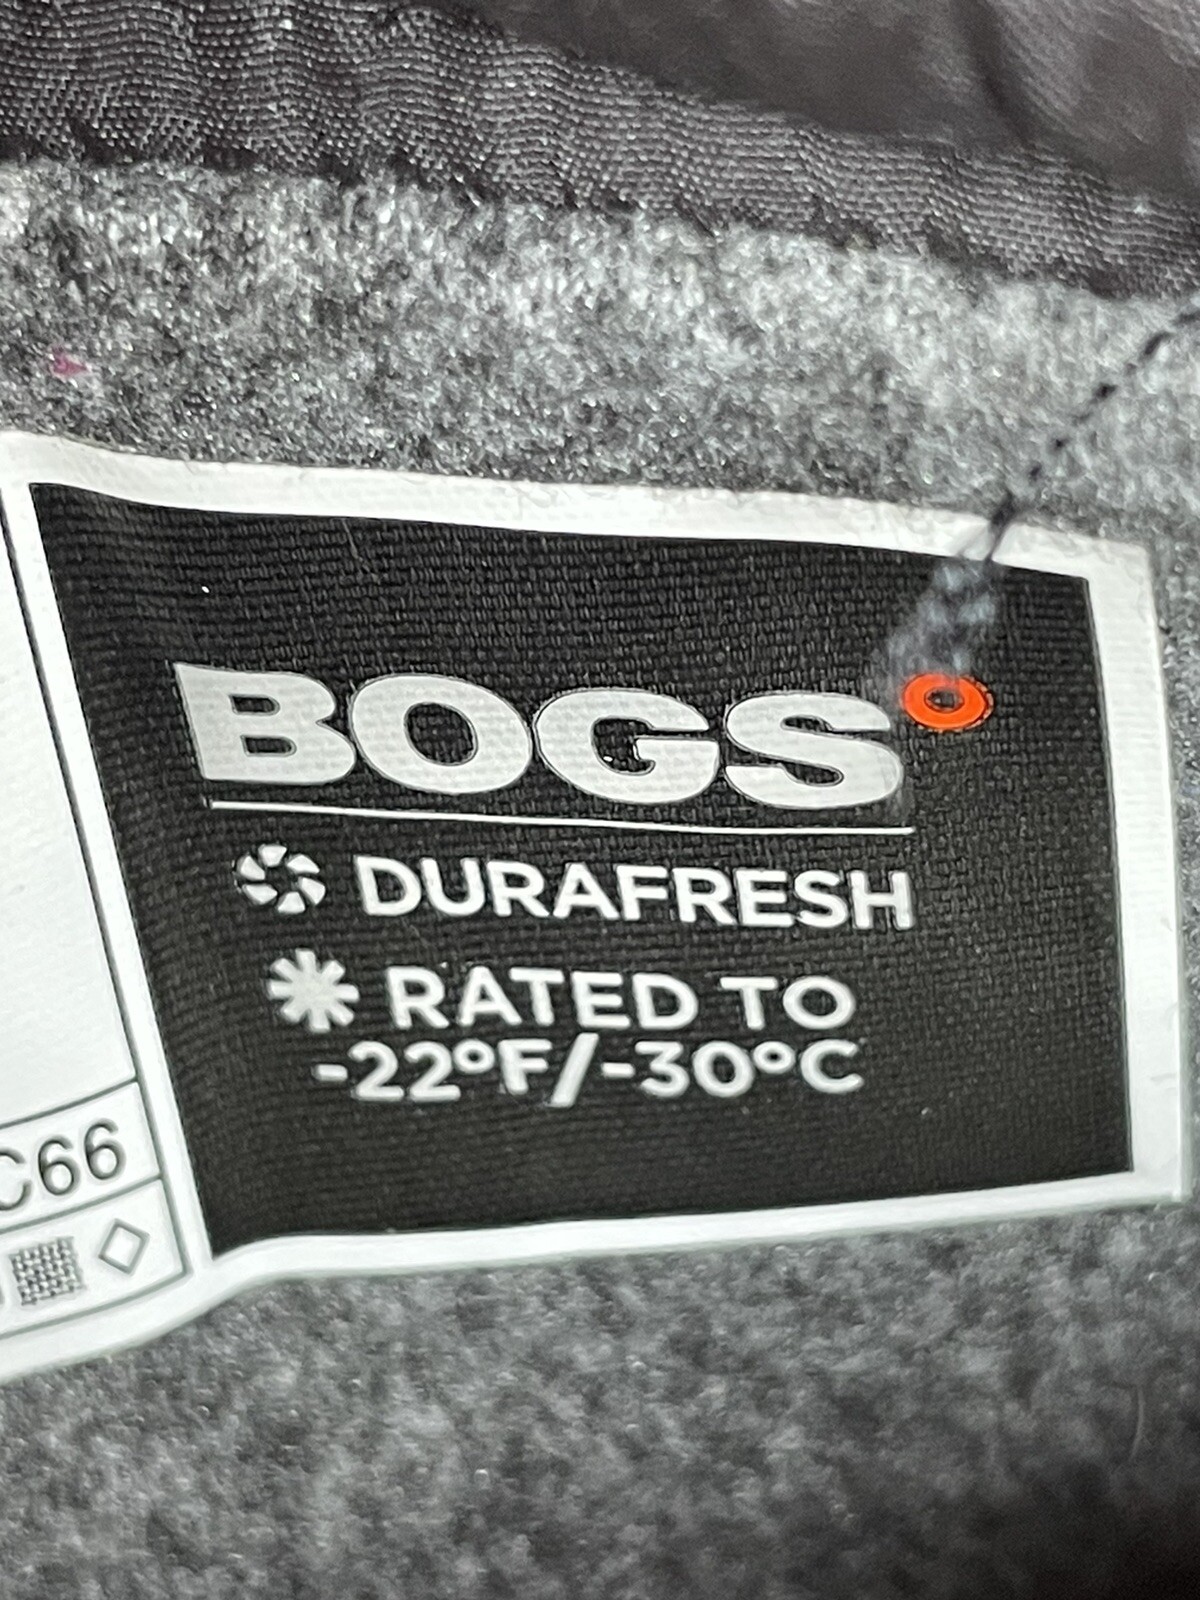 BOGS°
DURAFRESH
RATED TO
-22°F/-30°C
C66